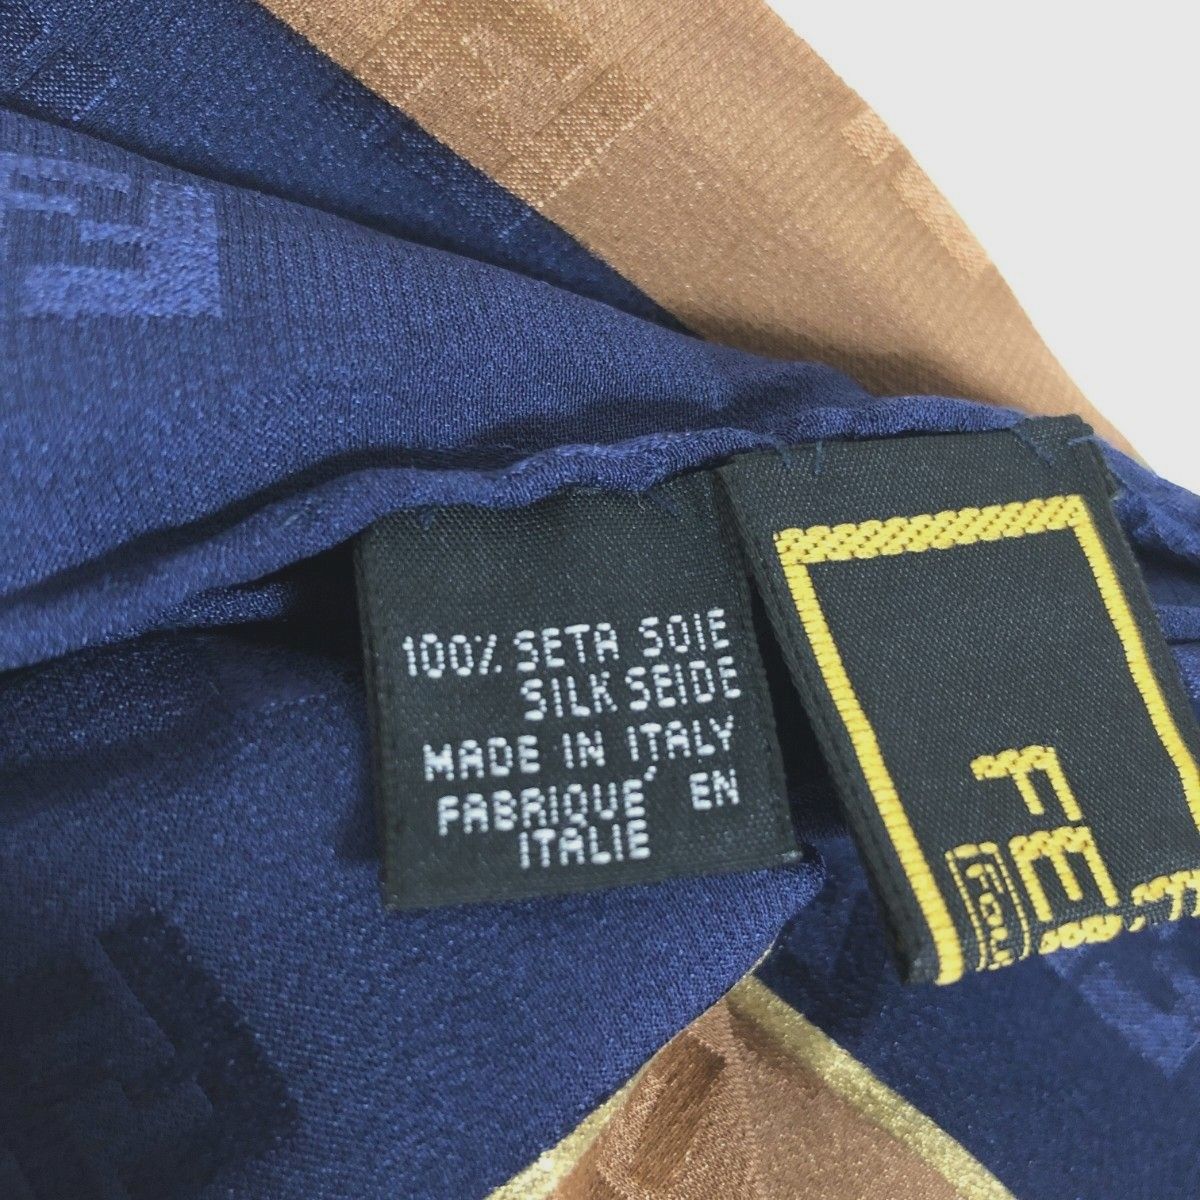 100% SETA SOIE
SILK SEIDE
MADE IN ITALY
FABRIQUE' EN
ITALIE
FE